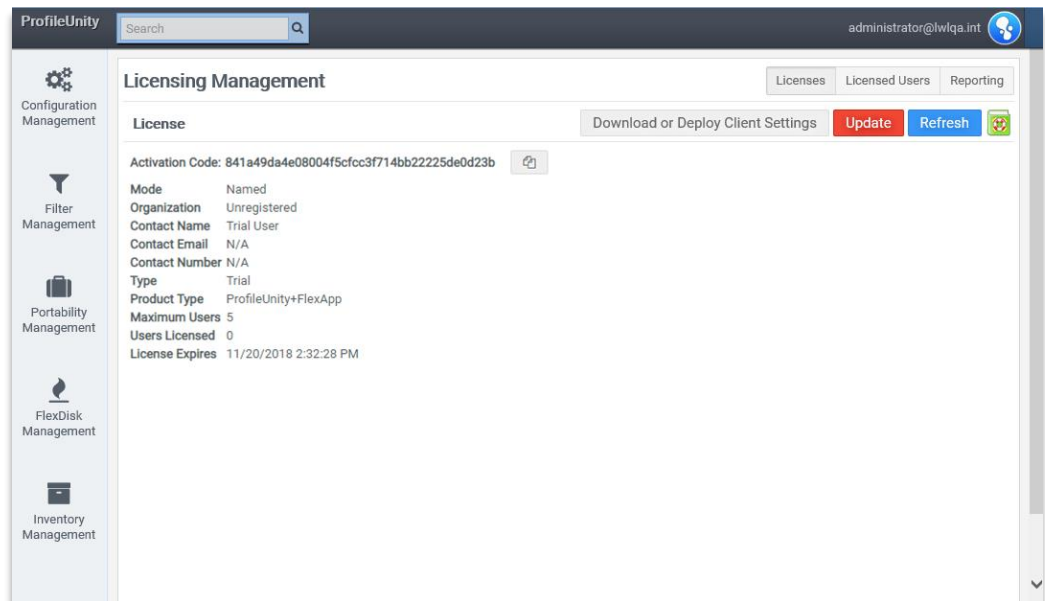 ProfileUnity
Search
administrator@lwlqa.int
Configuration
Management
Filter
Management
Portability
Management
FlexDisk
Management
Inventory
Management
Licensing Management
Licenses
Licensed Users
Reporting
License
Download or Deploy Client Settings
Update
Refresh
Activation Code: 841a49da4e08004f5cfcc3f714bb22225de0d23b
Mode Named
Organization Unregistered
Contact Name Trial User
Contact Email N/A
Contact Number N/A
Type Trial
Product Type ProfileUnity+FlexApp
Maximum Users 5
Users Licensed 0
License Expires 11/20/2018 2:32:28 PM